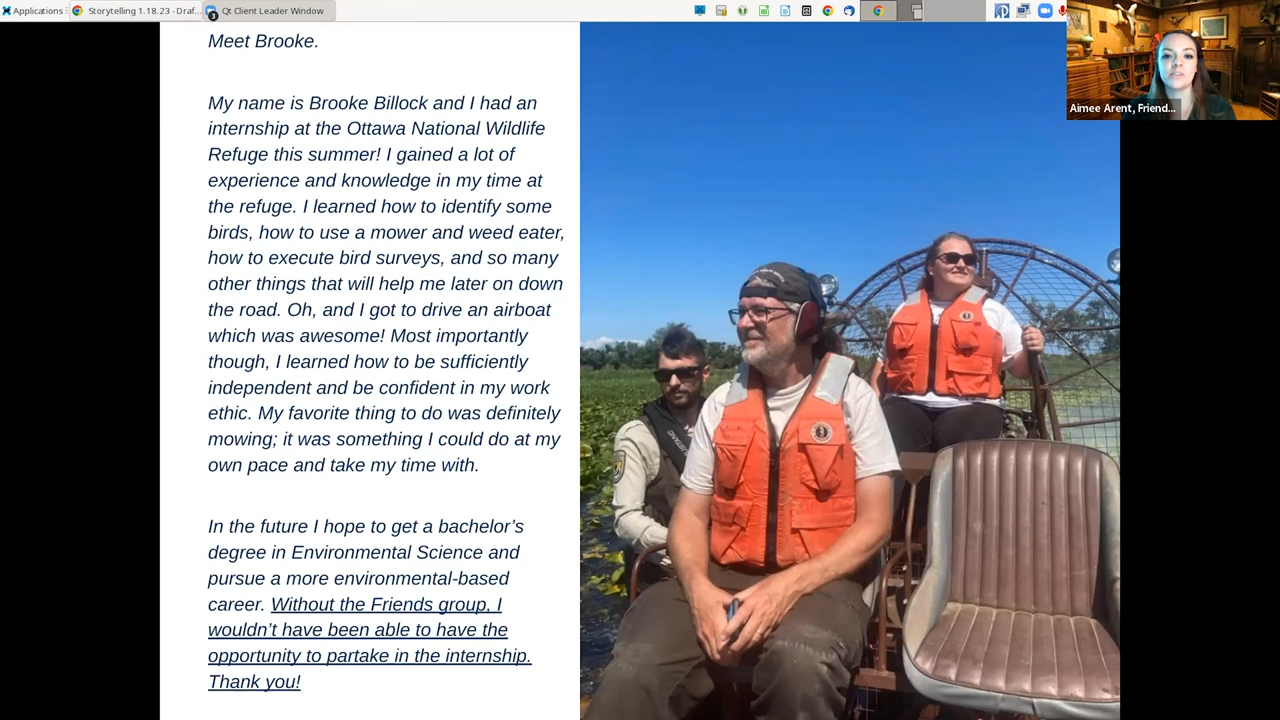 Applications
Storytelling 1.18.23 - Draf...
Qt Client Leader Window
3
Meet Brooke.
Aimee Arent, Friend...
My name is Brooke Billock and I had an
internship at the Ottawa National Wildlife
Refuge this summer! I gained a lot of
experience and knowledge in my time at
the refuge. I learned how to identify some
birds, how to use a mower and weed eater,
how to execute bird surveys, and so many
other things that will help me later on down
the road. Oh, and I got to drive an airboat
which was awesome! Most importantly
though, I learned how to be sufficiently
independent and be confident in my work
ethic. My favorite thing to do was definitely
mowing; it was something I could do at my
own pace and take my time with.
In the future I hope to get a bachelor's
degree in Environmental Science and
pursue a more environmental-based
career. Without the Friends group, I
wouldn't have been able to have the
opportunity to partake in the internship.
Thank you!